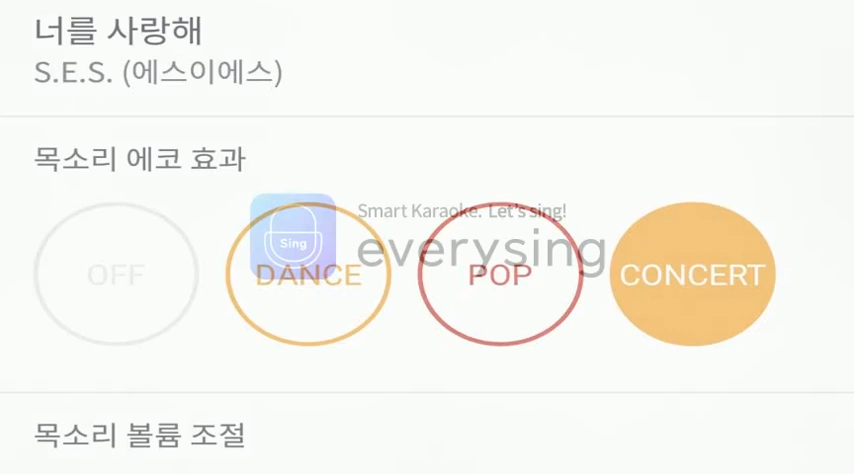 너를 사랑해
S.E.S. (에스이에스)
목소리 에코 효과
Smart Karaoke. Let's sing!
Sing
everysing
OFF
DANCE
POP
CONCERT
목소리 볼륨 조절